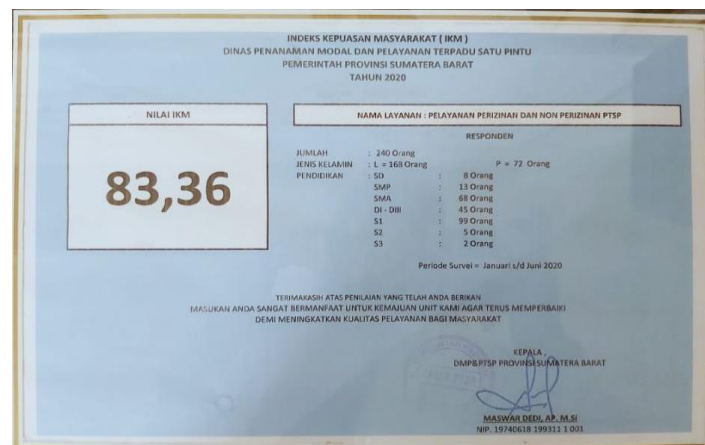 INDEKS KEPUASAN MASYARAKAT ( IKM )
DINAS PENANAMAN MODAL DAN PELAYANAN TERPADU SATU PINTU
PEMERINTAH PROVINSI SUMATERA BARAT
TAHUN 2020
NILAI IKM
83,36
NAMA LAYANAN : PELAYANAN PERIZINAN DAN NON PERIZINAN PTSP
RESPONDEN
JUMLAH : 240 Orang
JENIS KELAMIN : L = 168 Orang P = 72 Orang
PENDIDIKAN : SD : 8 Orang
SMP : 13 Orang
SMA : 68 Orang
DI - DIII : 45 Orang
S1 : 99 Orang
S2 : 5 Orang
S3 : 2 Orang
Periode Survei = Januari s/d Juni 2020
TERIMAKASIH ATAS PENILAIAN YANG TELAH ANDA BERIKAN
MASUKAN ANDA SANGAT BERMANFAAT UNTUK KEMAJUAN UNIT KAMI AGAR TERUS MEMPERBAIKI
DEMI MENINGKATKAN KUALITAS PELAYANAN BAGI MASYARAKAT
KEPALA ,
DMP&PTSP PROVINSI SUMATERA BARAT
MASWAR DEDI, AP, M.Si
NIP. 19740618 199311 1 001